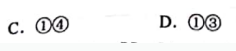 C. ①④ D. ①③